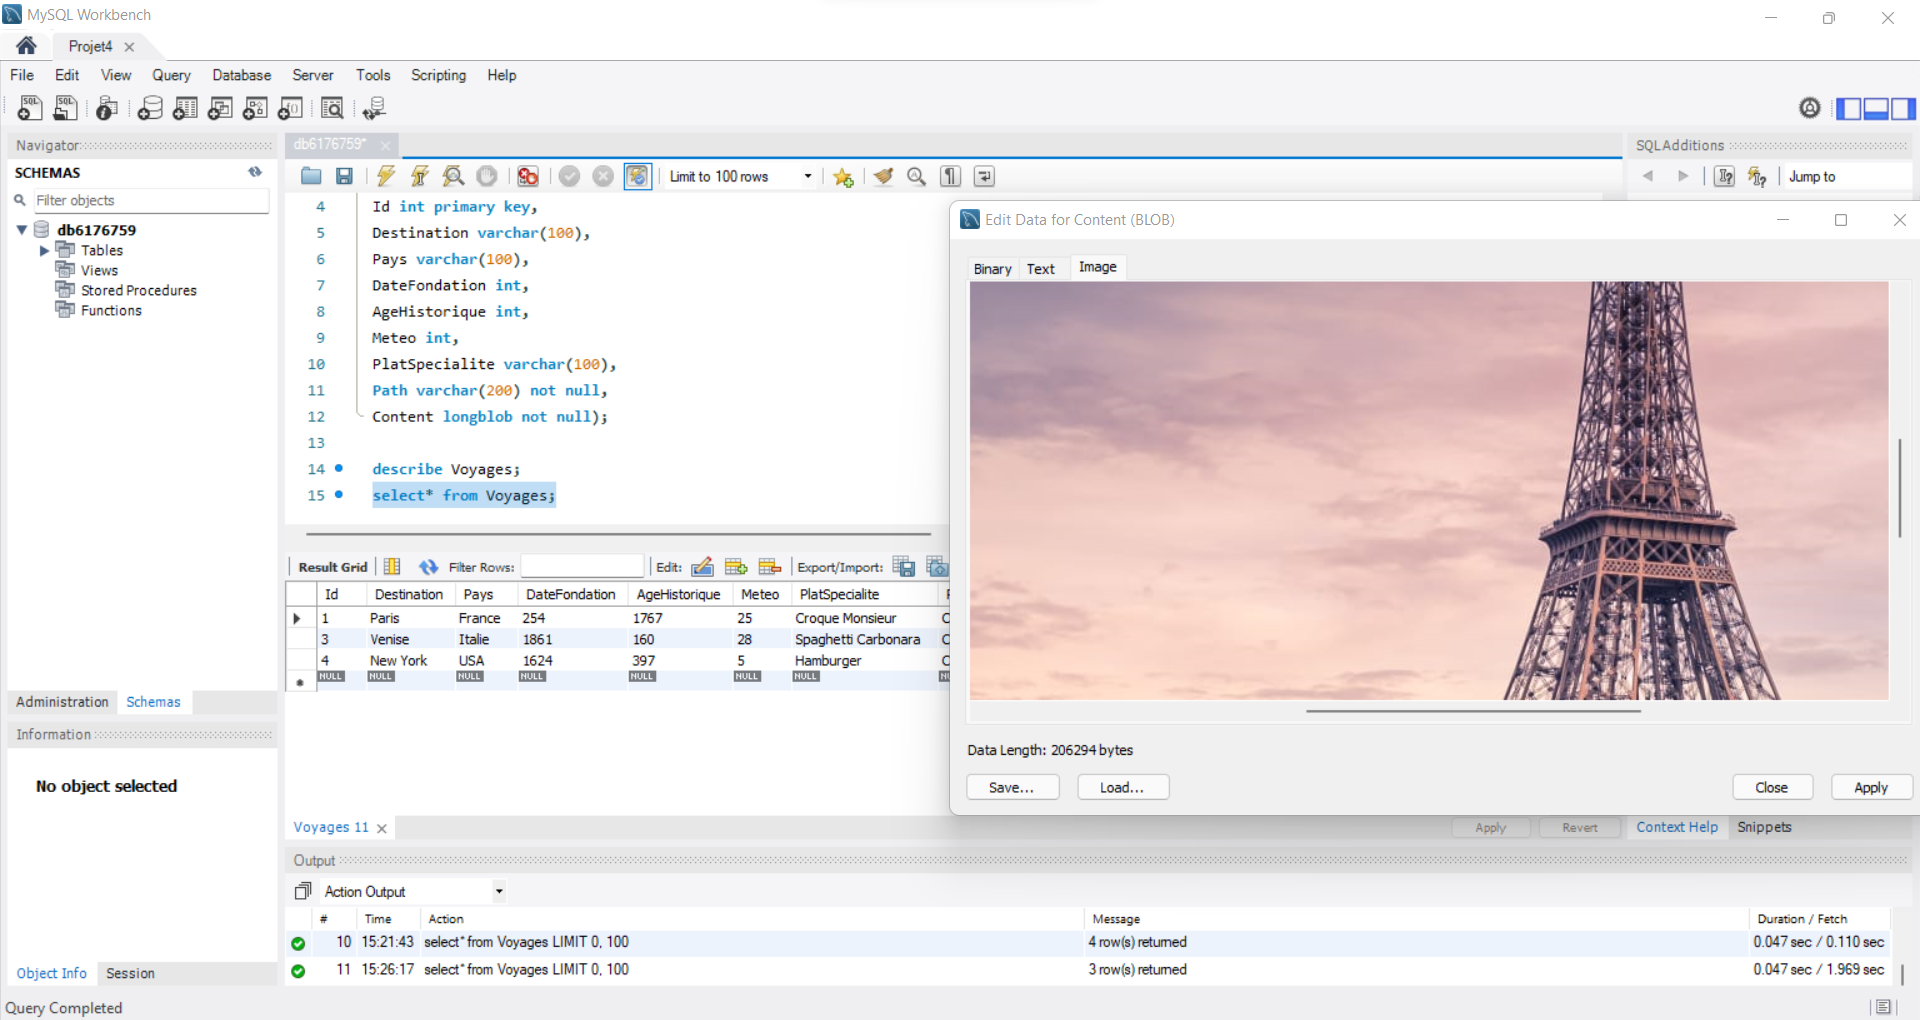 MySQL Workbench
Projet4
File Edit View Query Database Server Tools Scripting Help
Navigator
SCHEMAS
Filter objects
db6176759
Tables
Views
Stored Procedures
Functions
Administration Schemas
Information
No object selected
Object Info Session
Query Completed
db6176759*
Limit to 100 rows
4 Id int primary key,
5 Destination varchar(100),
6 Pays varchar(100),
7 DateFondation int,
8 AgeHistorique int,
9 Meteo int,
10 PlatSpecialite varchar(100),
11 Path varchar(200) not null,
12 Content longblob not null);
13
14 describe Voyages;
15 select* from Voyages;
Result Grid Filter Rows: Edit: Export/Import:
Id Destination Pays DateFondation AgeHistorique Meteo PlatSpecialite
1 Paris France 254 1767 25 Croque Monsieur C
3 Venise Italie 1861 160 28 Spaghetti Carbonara C
4 New York USA 1624 397 5 Hamburger C
NULL NULL NULL NULL NULL NULL NULL
Voyages 11
Apply Revert
SQLAdditions
Jump to
Edit Data for Content (BLOB)
Binary Text Image
Data Length: 206294 bytes
Save... Load... Close Apply
Context Help Snippets
Output
Action Output
# Time Action Message Duration / Fetch
10 15:21:43 select* from Voyages LIMIT 0, 100 4 row(s) returned 0.047 sec / 0.110 sec
11 15:26:17 select* from Voyages LIMIT 0, 100 3 row(s) returned 0.047 sec / 1.969 sec